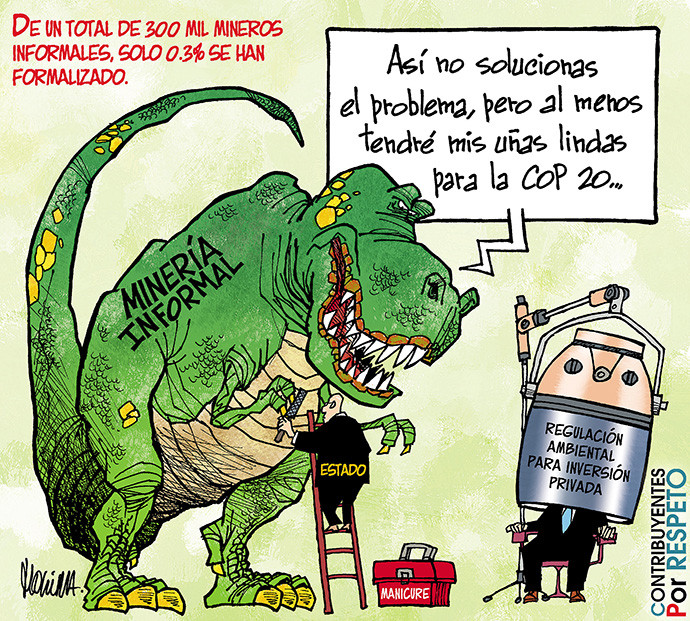 DE UN TOTAL DE 300 MIL MINEROS
INFORMALES, SOLO 0.3% SE HAN
FORMALIZADO.
Así no solucionas
el problema, pero al menos
tendré mis uñas lindas
para la COP 20...
MINERÍA
INFORMAL
ESTADO
REGULACIÓN
AMBIENTAL
PARA INVERSIÓN
PRIVADA
MANICURE
CONTRIBUYENTES
Por RESPETO